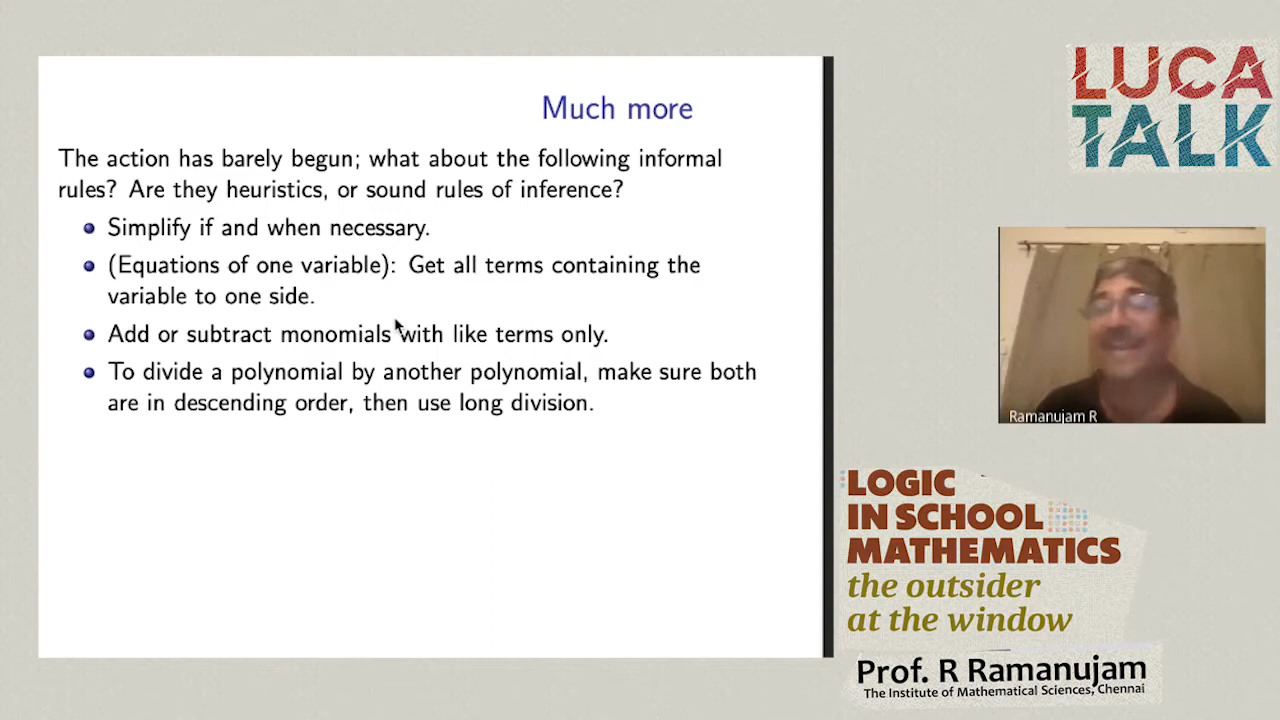 Much more
The action has barely begun; what about the following informal
rules? Are they heuristics, or sound rules of inference?
Simplify if and when necessary.
(Equations of one variable): Get all terms containing the
variable to one side.
Add or subtract monomials with like terms only.
To divide a polynomial by another polynomial, make sure both
are in descending order, then use long division.
LUCA
TALK
Ramanujam R
LOGIC
IN SCHOOL
MATHEMATICS
the outsider
at the window
Prof. R Ramanujam
The Institute of Mathematical Sciences, Chennai